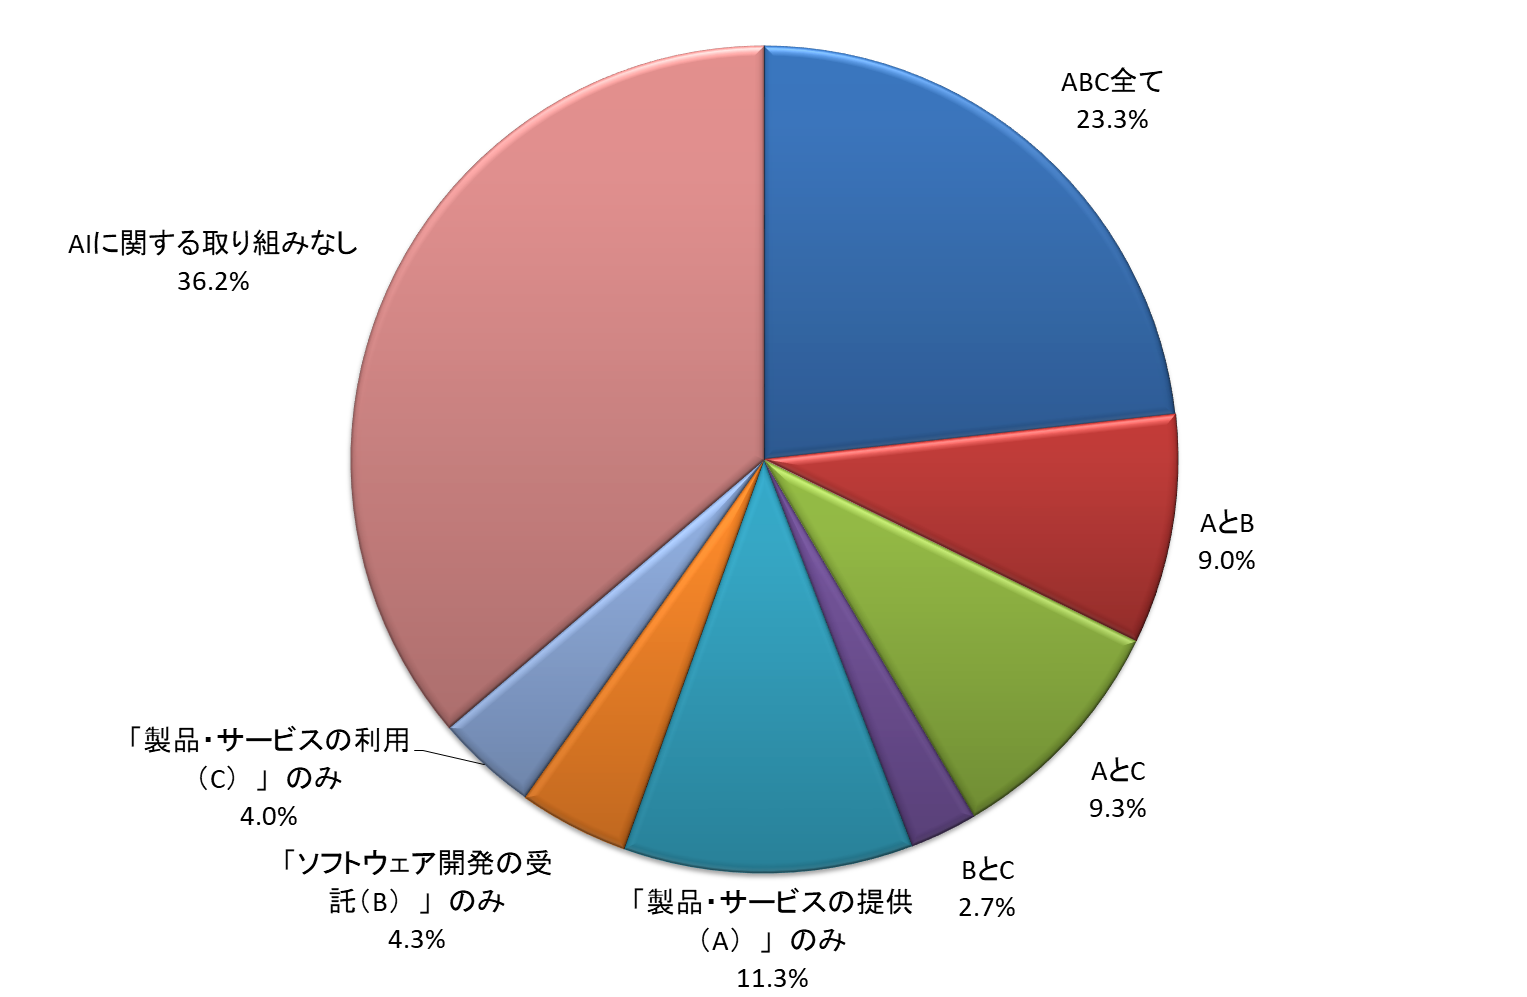 ABC全て
23.3%
AIに関する取り組みなし
36.2%
AとB
9.0%
AとC
9.3%
BとC
2.7%
「製品・サービスの提供
（A）」のみ
11.3%
「ソフトウェア開発の受
託（B）」のみ
4.3%
「製品・サービスの利用
（C）」のみ
4.0%